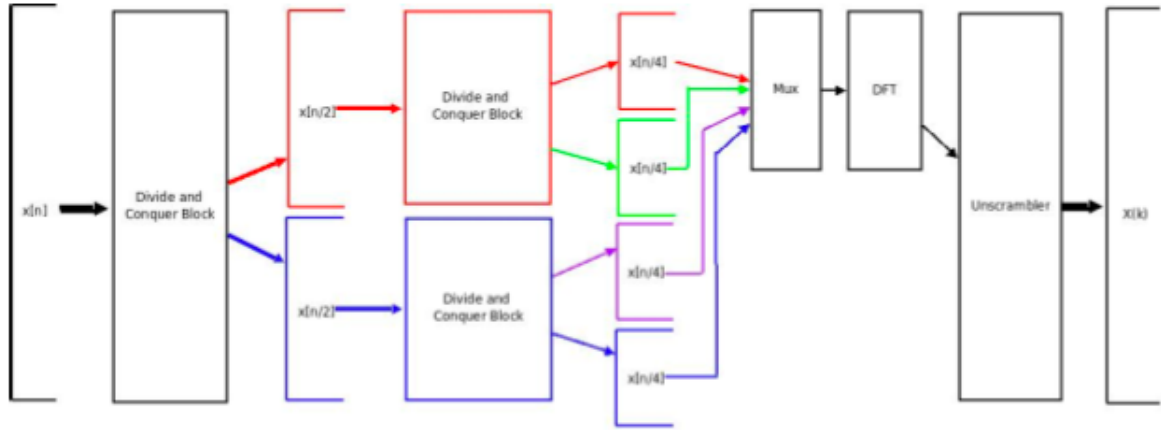 x[n]
Divide and
Conquer Block
x[n/2]
x[n/2]
Divide and
Conquer Block
Divide and
Conquer Block
x[n/4]
x[n/4]
x[n/4]
x[n/4]
Mux
DFT
Unscrambler
X(k)